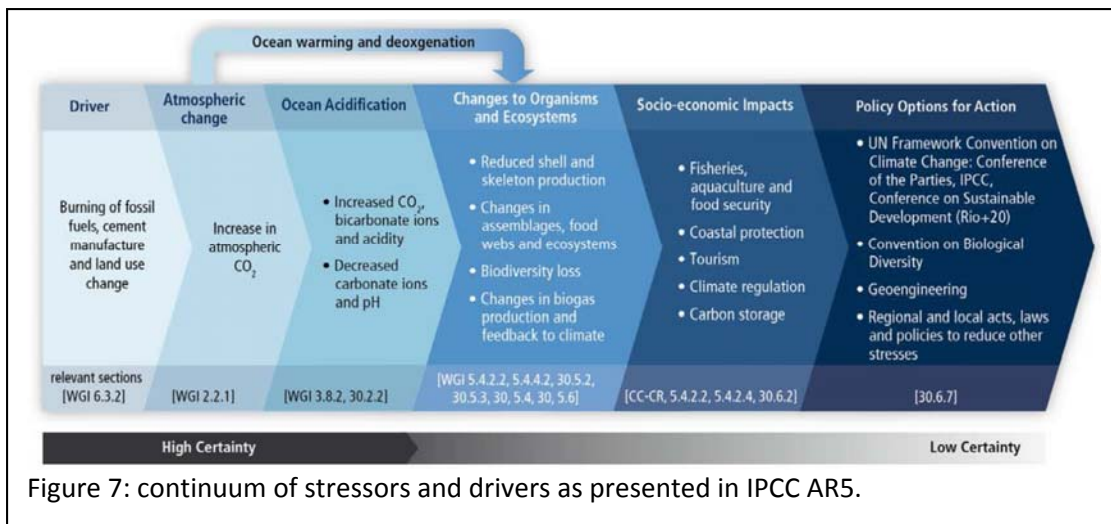 Ocean warming and deoxgenation
Driver
Atmospheric
change
Ocean Acidification
Changes to Organisms
and Ecosystems
Socio-economic Impacts
Policy Options for Action
Burning of fossil
fuels, cement
manufacture
and land use
change
Increase in
atmospheric
CO2
• Increased CO2,
bicarbonate ions
and acidity
• Decreased
carbonate ions
and pH
• Reduced shell and
skeleton production
• Changes in
assemblages, food
webs and ecosystems
• Biodiversity loss
• Changes in biogas
production and
feedback to climate
• Fisheries,
aquaculture and
food security
• Coastal protection
• Tourism
• Climate regulation
• Carbon storage
• UN Framework Convention on
Climate Change: Conference
of the Parties, IPCC,
Conference on Sustainable
Development (Rio+20)
• Convention on Biological
Diversity
• Geoengineering
• Regional and local acts, laws
and policies to reduce other
stresses
relevant sections
[WGI 6.3.2]
[WGI 2.2.1]
[WGI 3.8.2, 30.2.2]
[WGI 5.4.2.2, 5.4.4.2, 30.5.2,
30.5.3, 30, 5.4, 30, 5.6]
[CC-CR, 5.4.2.2, 5.4.2.4, 30.6.2]
[30.6.7]
High Certainty
Low Certainty
Figure 7: continuum of stressors and drivers as presented in IPCC AR5.